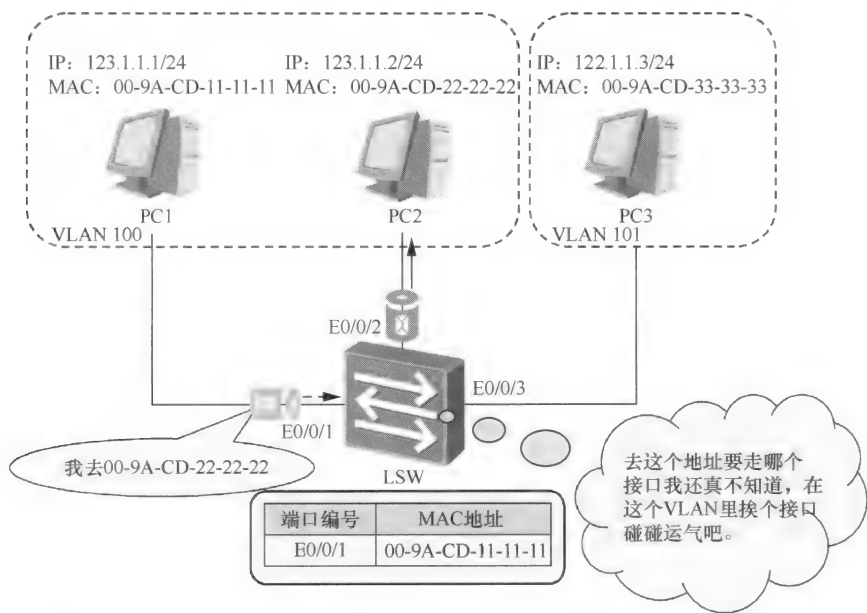 IP：123.1.1.1/24
MAC：00-9A-CD-11-11-11
IP：123.1.1.2/24
MAC：00-9A-CD-22-22-22
IP：122.1.1.3/24
MAC：00-9A-CD-33-33-33
PC1
PC2
PC3
VLAN 100
VLAN 101
E0/0/2
E0/0/3
E0/0/1
LSW
我去00-9A-CD-22-22-22
去这个地址要走哪个
接口我还真不知道，在
这个VLAN里挨个接口
碰碰运气吧。
端口编号 MAC地址
E0/0/1 00-9A-CD-11-11-11